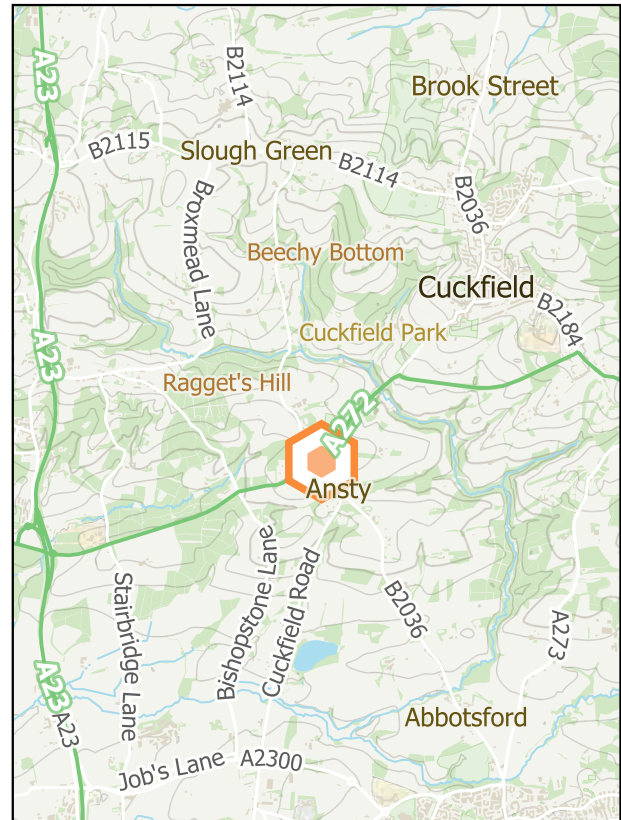 A23
B2114
Brook Street
B2115
Slough Green
B2114
B2036
Broxmead Lane
Beechy Bottom
Cuckfield
B2184
Cuckfield Park
A23
Ragget's Hill
A272
Ansty
Bishopstone Lane
Cuckfield Road
Stairbridge Lane
B2036
A273
A23
A23
Abbotsford
Job's Lane
A2300